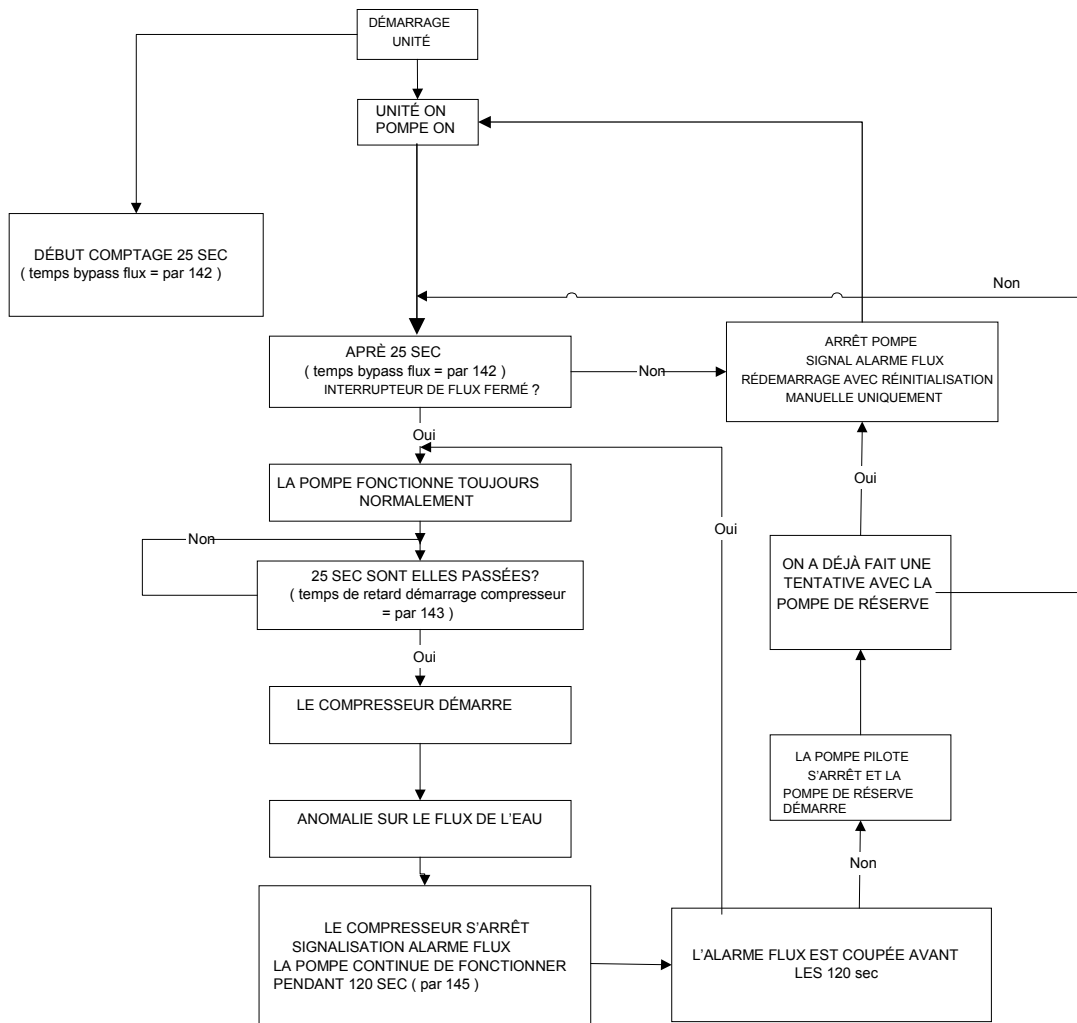 DÉMARRAGE
UNITÉ
UNITÉ ON
POMPE ON
DÉBUT COMPTAGE 25 SEC
( temps bypass flux = par 142 )
Non
APRÈ 25 SEC
( temps bypass flux = par 142 )
INTERRUPTEUR DE FLUX FERMÉ ?
Non
ARRÊT POMPE
SIGNAL ALARME FLUX
RÉDEMARRAGE AVEC RÉINITIALISATION
MANUELLE UNIQUEMENT
Oui
LA POMPE FONCTIONNE TOUJOURS
NORMALEMENT
Oui
Oui
Non
25 SEC SONT ELLES PASSÉES?
( temps de retard démarrage compresseur
= par 143 )
ON A DÉJÀ FAIT UNE
TENTATIVE AVEC LA
POMPE DE RÉSERVE
Oui
LE COMPRESSEUR DÉMARRE
LA POMPE PILOTE
S’ARRÊT ET LA
POMPE DE RÉSERVE
DÉMARRE
ANOMALIE SUR LE FLUX DE L’EAU
Non
LE COMPRESSEUR S’ARRÊT
SIGNALISATION ALARME FLUX
LA POMPE CONTINUE DE FONCTIONNER
PENDANT 120 SEC ( par 145 )
L’ALARME FLUX EST COUPÉE AVANT
LES 120 sec